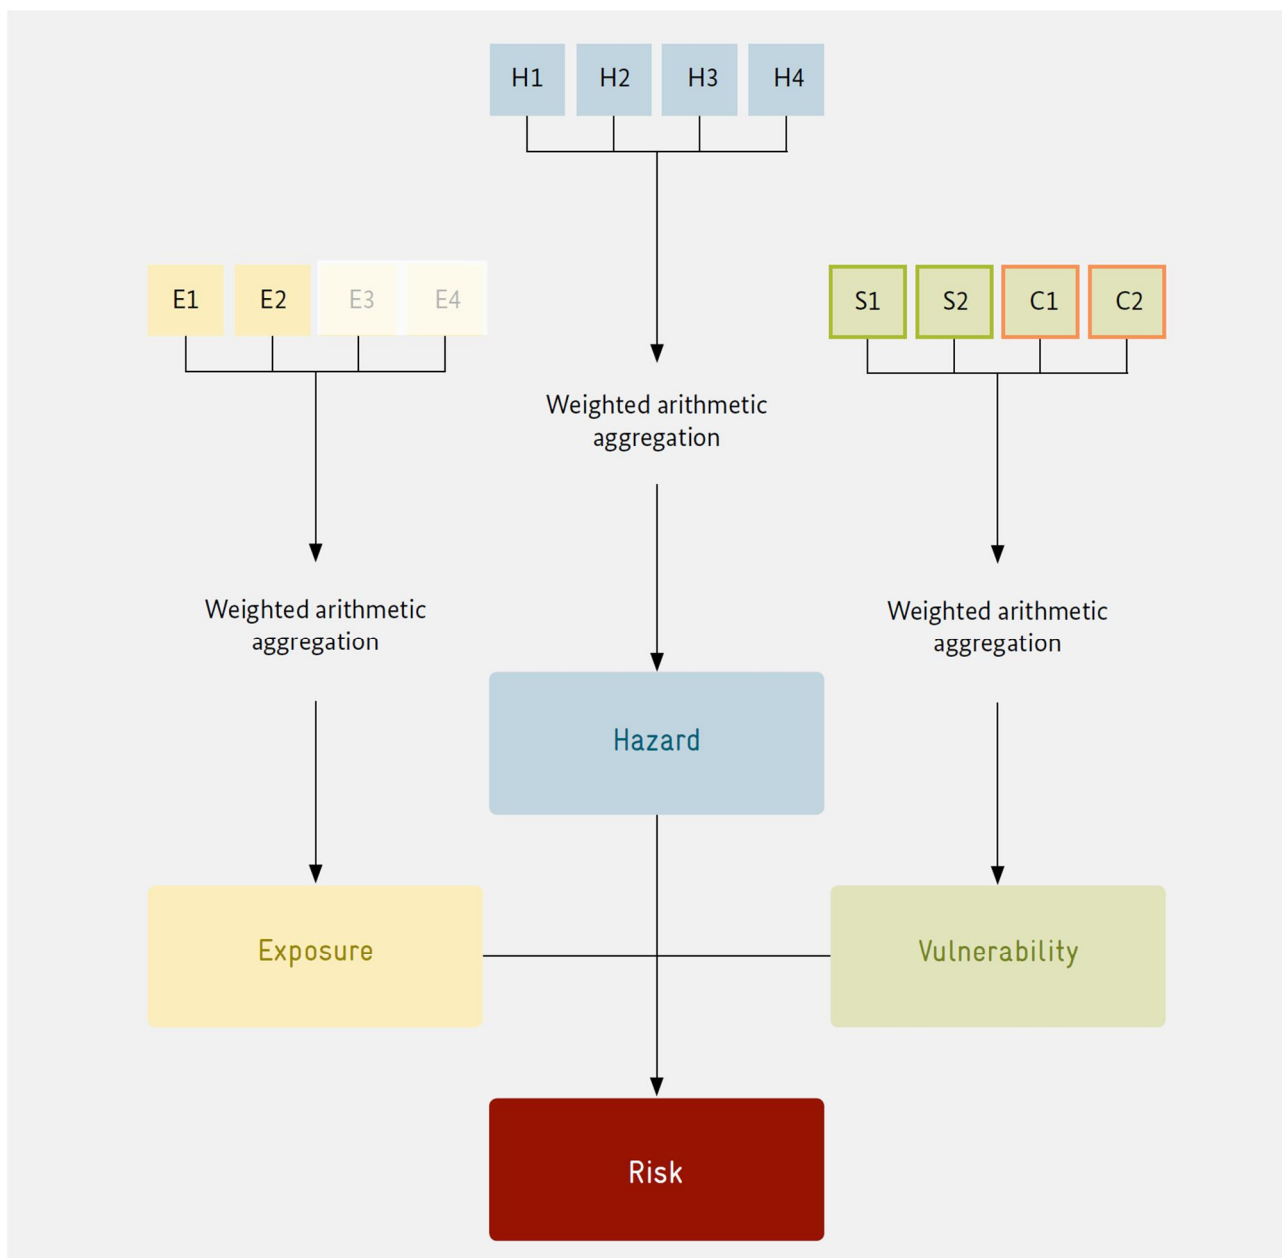 H1 H2 H3 H4
E1 E2 E3 E4
S1 S2 C1 C2
Weighted arithmetic
aggregation
Weighted arithmetic
aggregation
Weighted arithmetic
aggregation
Hazard
Exposure
Vulnerability
Risk